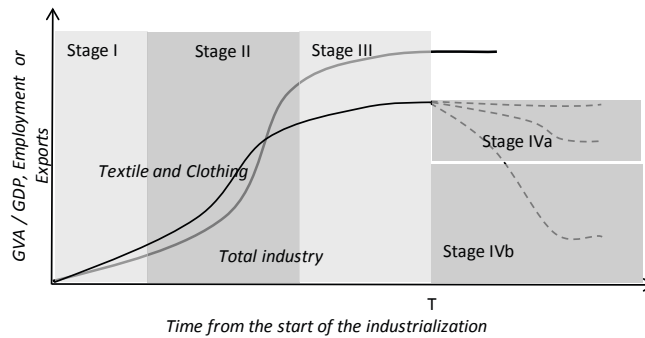 GVA / GDP, Employment or
Exports
Stage I
Stage II
Stage III
Textile and Clothing
Total industry
Stage IVa
Stage IVb
T
Time from the start of the industrialization